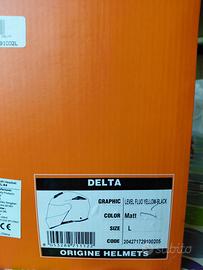 DELTA
GRAPHIC
LEVEL FLUO YELLOW-BLACK
COLOR
Matt
SIZE
L
CODE
204271729100205
ORIGINE HELMETS
subito